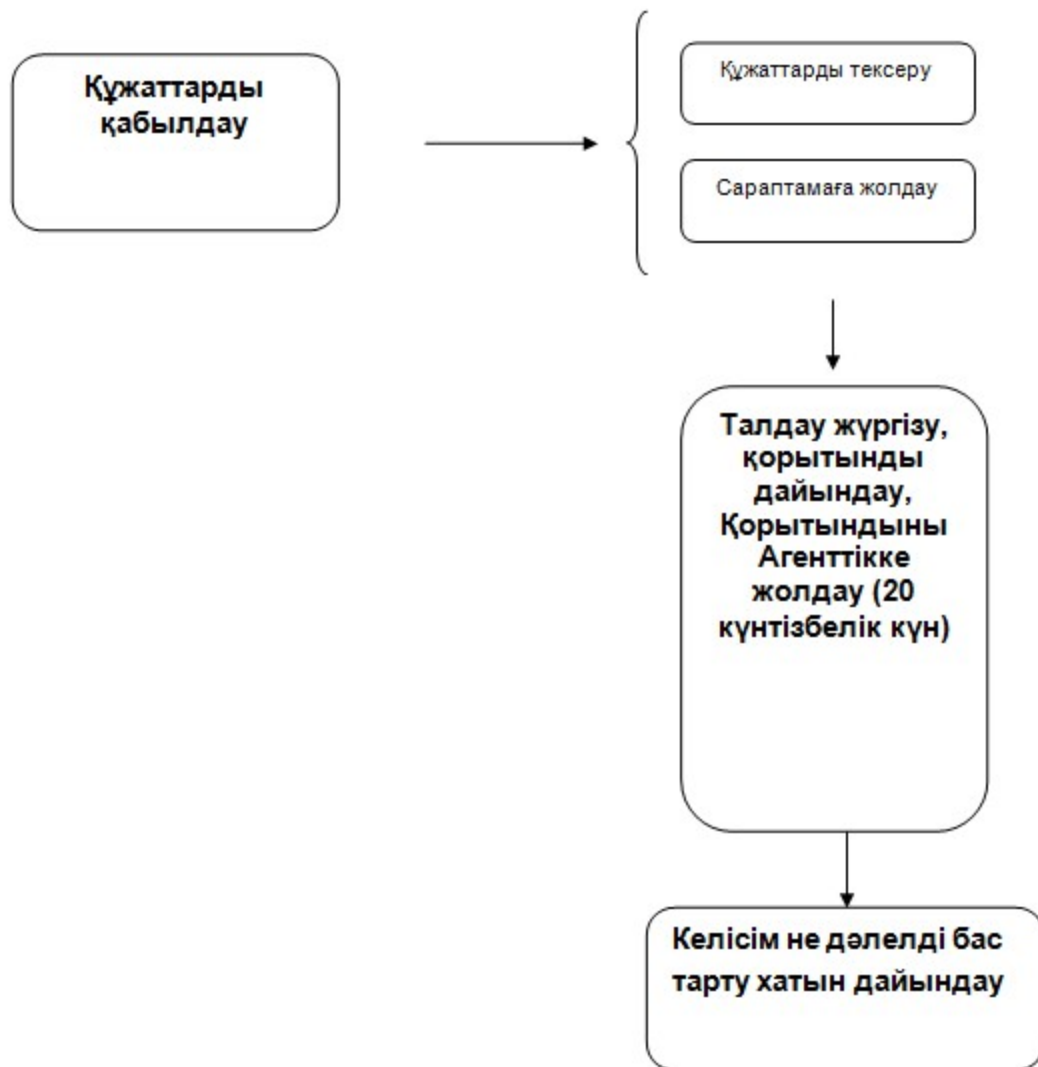 Құжаттарды
қабылдау
Құжаттарды тексеру
Сараптамаға жолдау
Талдау жүргізу,
қорытынды
дайындау,
Қорытындыны
Агенттікке
жолдау (20
күнтізбелік күн)
Келісім не дәлелді бас
тарту хатын дайындау